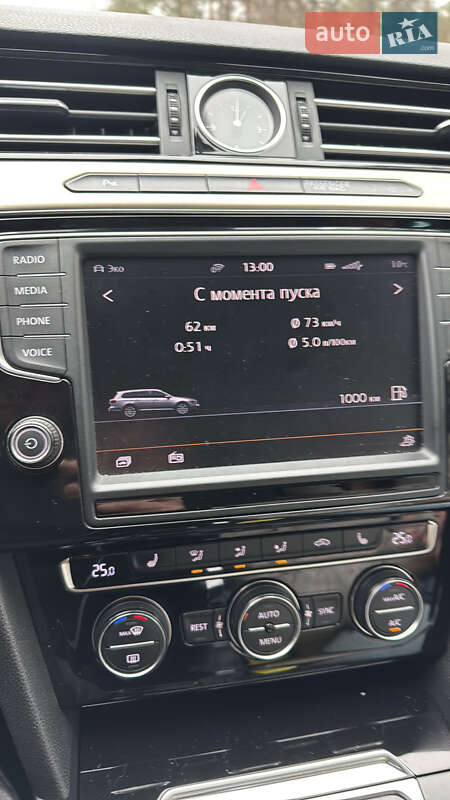 auto RIA.com
RADIO
MEDIA
PHONE
VOICE
Эко
13:00
С момента пуска
62 км
Ø 73 км/ч
0:51 ч
Ø 5.0 л/100км
1000 км
25.0
25.0
MAX
REST
AUTO
MENU
SYNC
MAX A/C
A/C